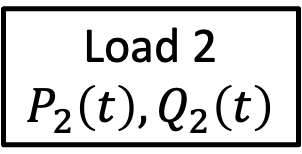 Load 2
P₂(t), Q₂(t)